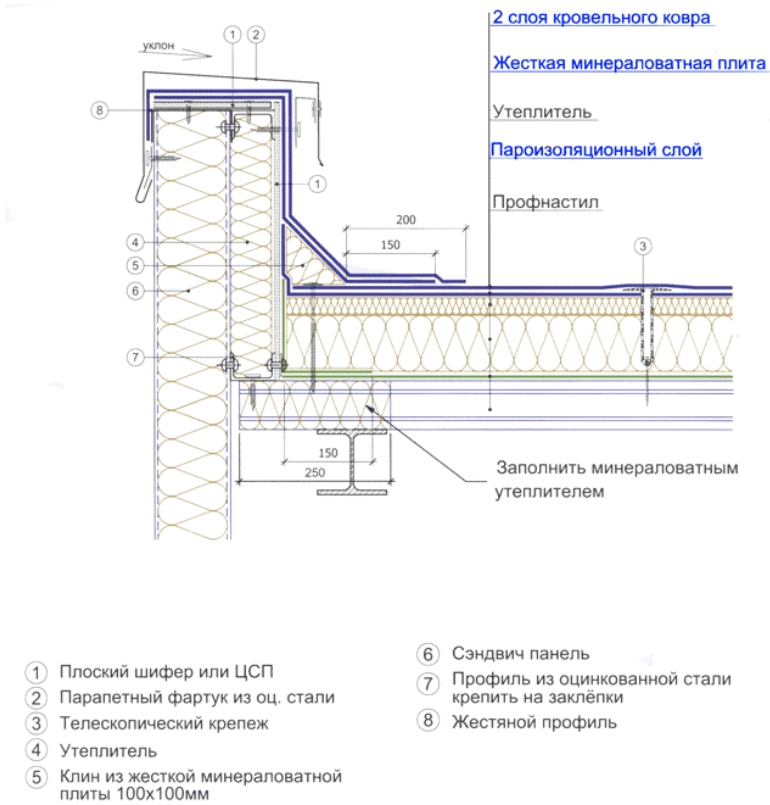 2 слоя кровельного ковра
уклон
1 2
Жесткая минераловатная плита
8
Утеплитель
Пароизоляционный слой
1
Профнастил
200
150
4
3
5
6
7
150
250
Заполнить минераловатным
утеплителем
1 Плоский шифер или ЦСП
2 Парапетный фартук из оц. стали
3 Телескопический крепеж
4 Утеплитель
5 Клин из жесткой минераловатной
плиты 100х100мм
6 Сэндвич панель
7 Профиль из оцинкованной стали
крепить на заклёпки
8 Жестяной профиль